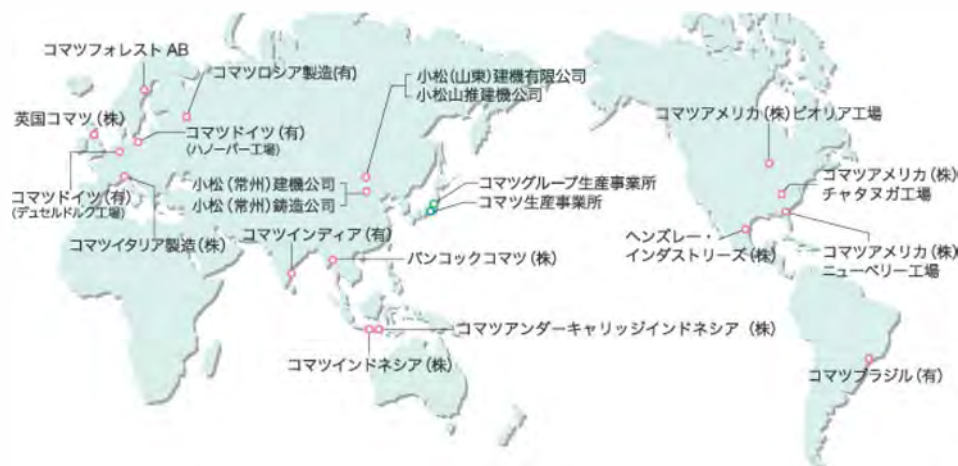 コマツフォレスト AB
コマツロシア製造(有)
小松(山東)建機有限公司
小松山推建機公司
英国コマツ(株)
コマツドイツ(有)
(ハノーバー工場)
コマツアメリカ(株)ピオリア工場
コマツドイツ(有)
(デュセルドルフ工場)
小松(常州)建機公司
小松(常州)鋳造公司
コマツグループ生産事業所
コマツ生産事業所
コマツアメリカ(株)
チャタヌガ工場
コマツイタリア製造(株)
コマツインディア(有)
バンコックコマツ(株)
ヘンズレー・
インダストリーズ(株)
コマツアメリカ(株)
ニューベリー工場
コマツアンダーキャリッジインドネシア(株)
コマツインドネシア(株)
コマツブラジル(有)